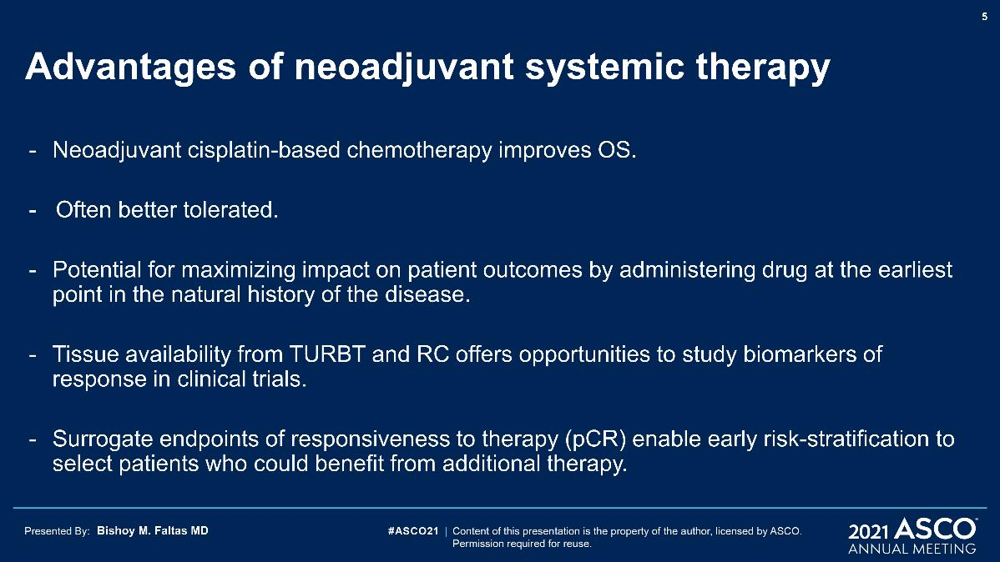 5
Advantages of neoadjuvant systemic therapy
- Neoadjuvant cisplatin-based chemotherapy improves OS.
- Often better tolerated.
- Potential for maximizing impact on patient outcomes by administering drug at the earliest
point in the natural history of the disease.
- Tissue availability from TURBT and RC offers opportunities to study biomarkers of
response in clinical trials.
- Surrogate endpoints of responsiveness to therapy (pCR) enable early risk-stratification to
select patients who could benefit from additional therapy.
Presented By: Bishoy M. Faltas MD
#ASCO21 | Content of this presentation is the property of the author, licensed by ASCO.
Permission required for reuse.
2021 ASCO
ANNUAL MEETING